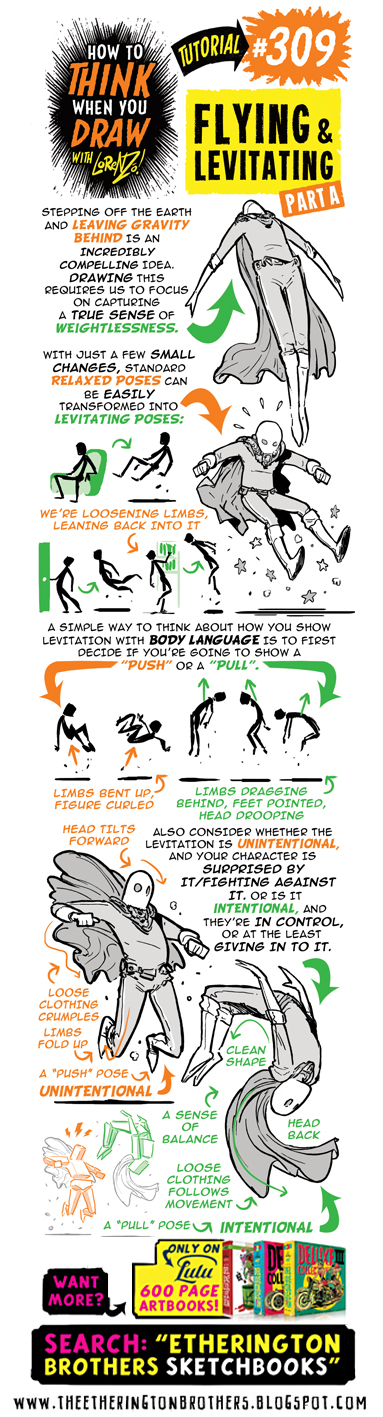 HOW TO
THINK
WHEN YOU
DRAW
WITH LORENZO!
TUTORIAL
#309
FLYING &
LEVITATING
PART A
STEPPING OFF THE EARTH
AND LEAVING GRAVITY
BEHIND IS AN
INCREDIBLY
COMPELLING IDEA.
DRAWING THIS
REQUIRES US TO FOCUS
ON CAPTURING
A TRUE SENSE OF
WEIGHTLESSNESS.
WITH JUST A FEW SMALL
CHANGES, STANDARD
RELAXED POSES CAN
BE EASILY
TRANSFORMED INTO
LEVITATING POSES:
WE'RE LOOSENING LIMBS,
LEANING BACK INTO IT
A SIMPLE WAY TO THINK ABOUT HOW YOU SHOW
LEVITATION WITH BODY LANGUAGE IS TO FIRST
DECIDE IF YOU'RE GOING TO SHOW A
"PUSH" OR A "PULL".
LIMBS BENT UP,
FIGURE CURLED
LIMBS DRAGGING
BEHIND, FEET POINTED,
HEAD DROOPING
HEAD TILTS
FORWARD
ALSO CONSIDER WHETHER THE
LEVITATION IS UNINTENTIONAL,
AND YOUR CHARACTER IS
SURPRISED BY
IT/FIGHTING AGAINST
IT. OR IS IT
INTENTIONAL, AND
THEY'RE IN CONTROL,
OR AT THE LEAST
GIVING IN TO IT.
LOOSE
CLOTHING
CRUMPLES
LIMBS
FOLD UP
A "PUSH" POSE
UNINTENTIONAL
CLEAN
SHAPE
A SENSE
OF
BALANCE
HEAD
BACK
LOOSE
CLOTHING
FOLLOWS
MOVEMENT
A "PULL" POSE
INTENTIONAL
WANT
MORE?
ONLY ON
Lulu
600 PAGE
ARTBOOKS!
DELUXE III
SEARCH: "ETHERINGTON
BROTHERS SKETCHBOOKS"
WWW.THEETHERINGTONBROTHERS.BLOGSPOT.COM